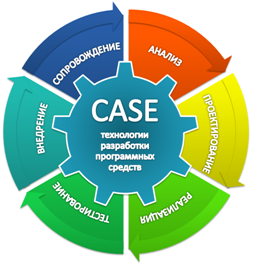 CASE
технологии
разработки
программных
средств
АНАЛИЗ
ПРОЕКТИРОВАНИЕ
РЕАЛИЗАЦИЯ
ТЕСТИРОВАНИЕ
ВНЕДРЕНИЕ
СОПРОВОЖДЕНИЕ